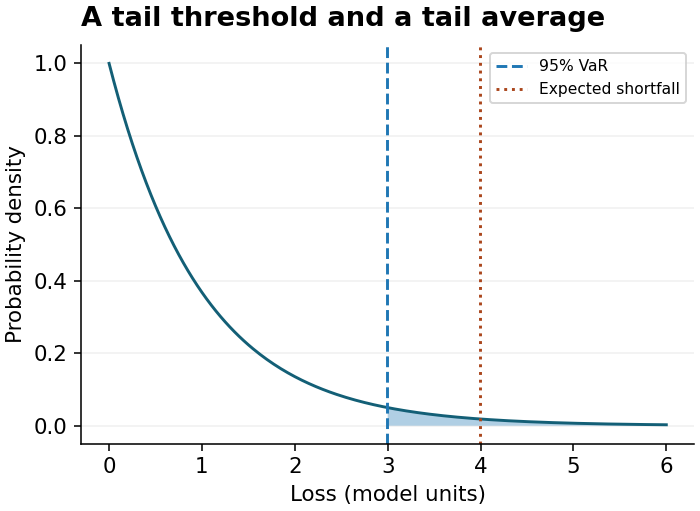 A tail threshold and a tail average
95% VaR
Expected shortfall
Probability density
1.0
0.8
0.6
0.4
0.2
0.0
0 1 2 3 4 5 6
Loss (model units)